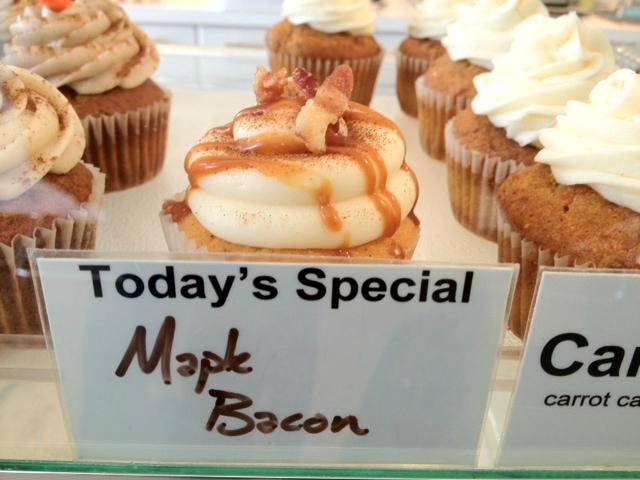 Today's Special
Maple
Bacon
Car
carrot ca